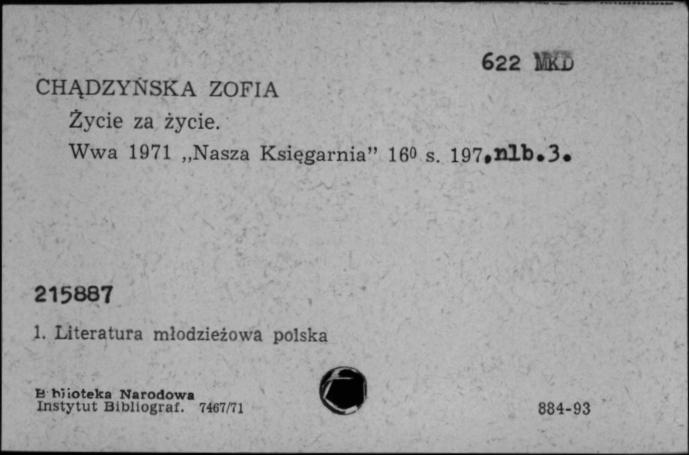 622 MKD
CHĄDZYŃSKA ZOFIA
Życie za życie.
Wwa 1971 „Nasza Księgarnia” 16⁰ s. 197, nlb. 3.
215887
1. Literatura młodzieżowa polska
Biblioteka Narodowa
Instytut Bibliograf. 7467/71
884-93